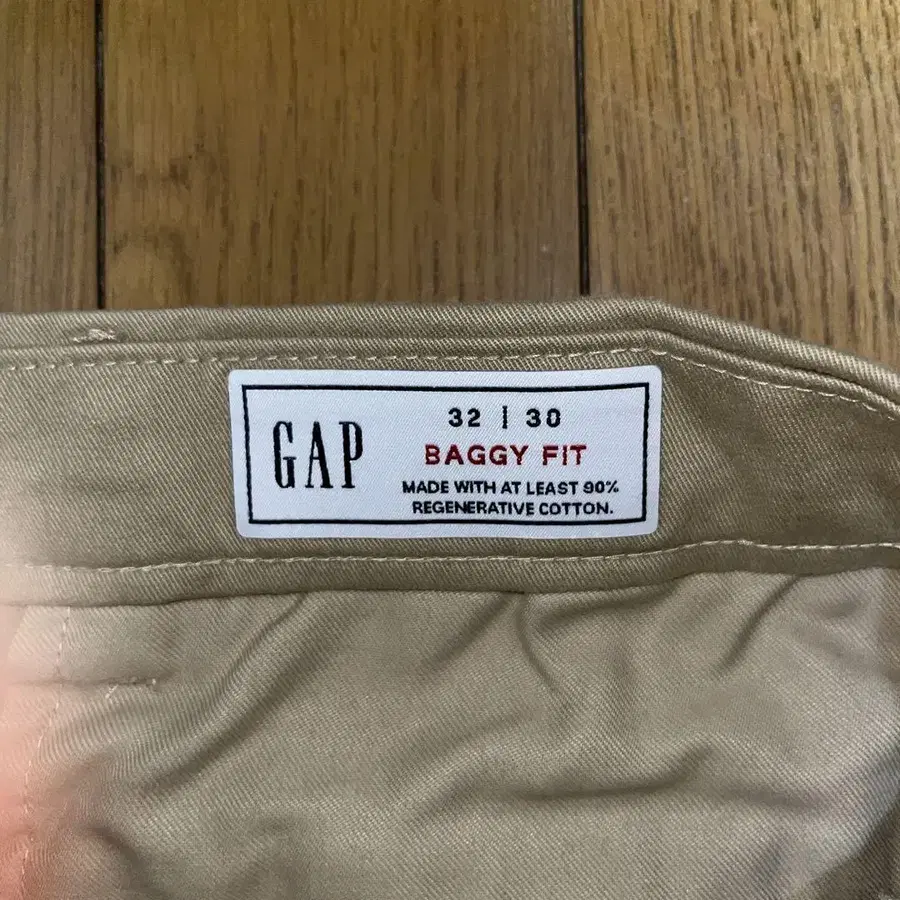 GAP
32 | 30
BAGGY FIT
MADE WITH AT LEAST 90%
REGENERATIVE COTTON.